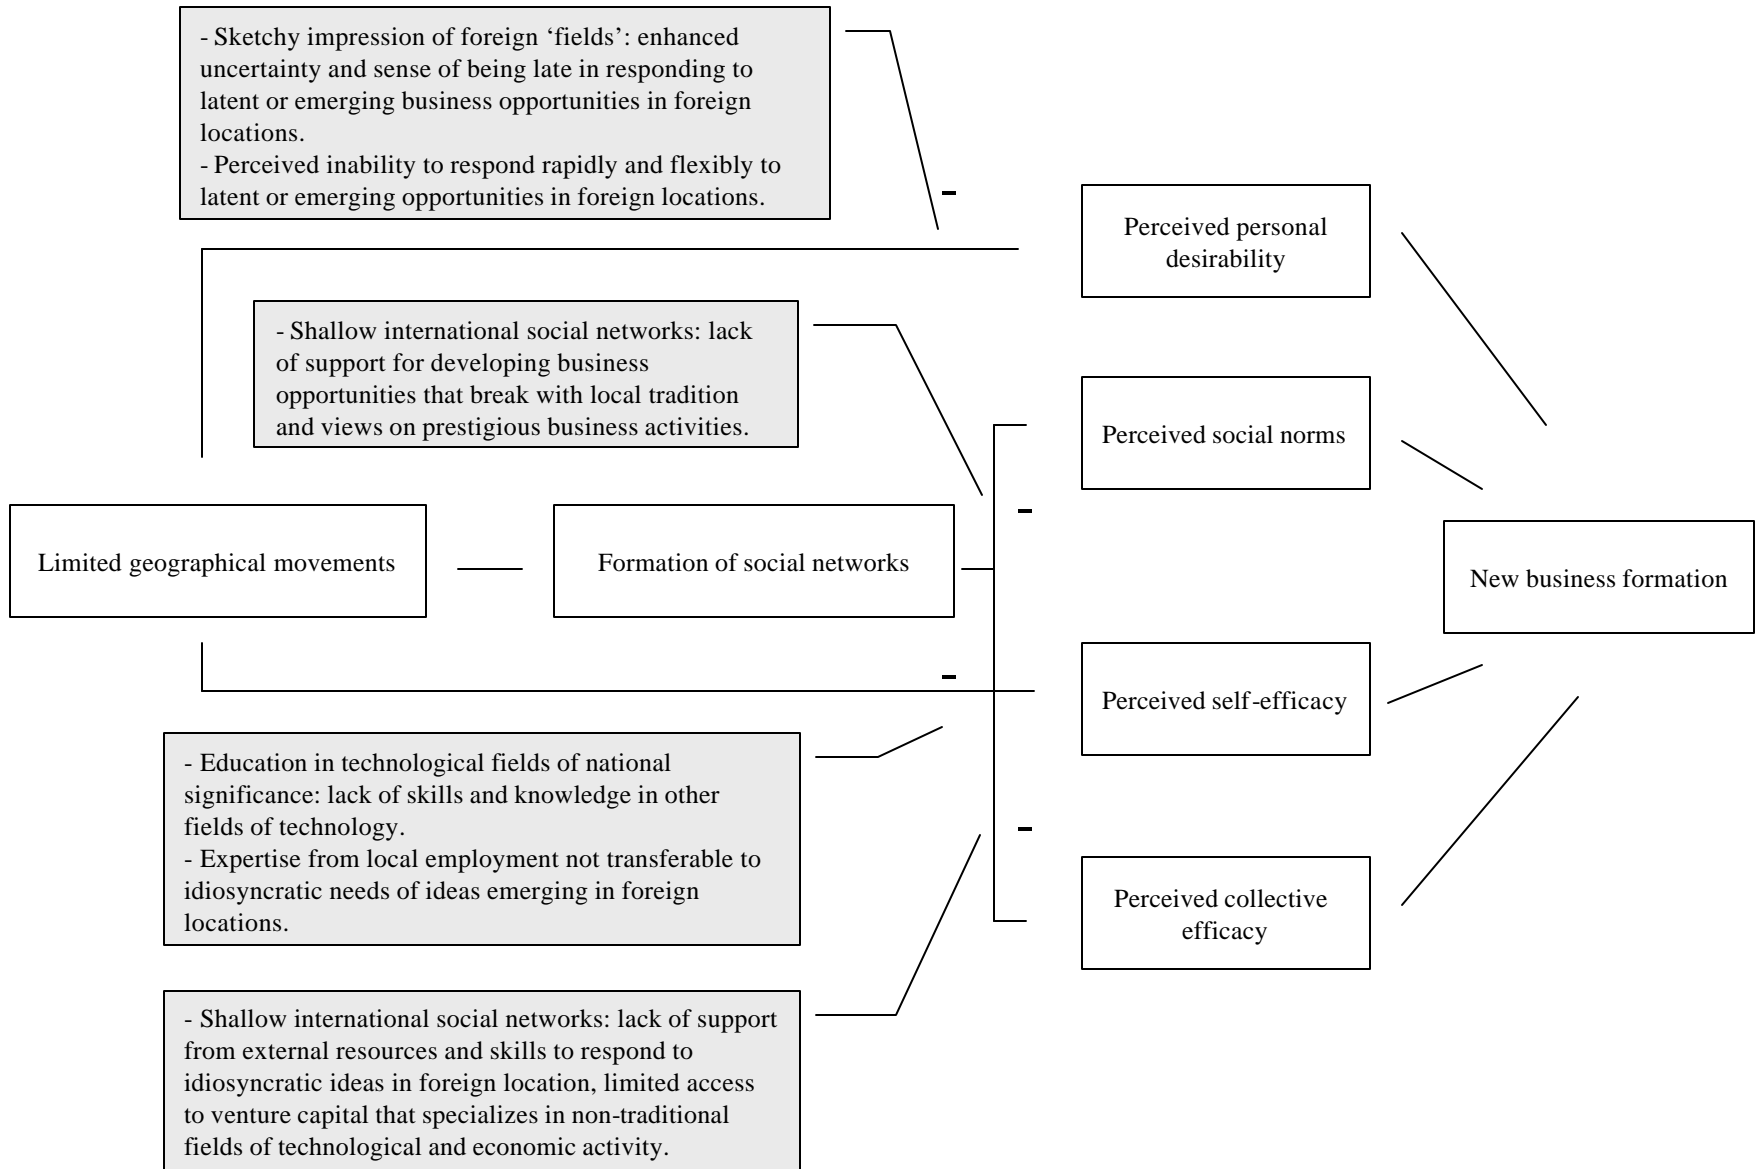 - Sketchy impression of foreign ‘fields’: enhanced
uncertainty and sense of being late in responding to
latent or emerging business opportunities in foreign
locations.
- Perceived inability to respond rapidly and flexibly to
latent or emerging opportunities in foreign locations.
-
Perceived personal
desirability
- Shallow international social networks: lack
of support for developing business
opportunities that break with local tradition
and views on prestigious business activities.
Perceived social norms
-
Limited geographical movements
Formation of social networks
New business formation
-
Perceived self-efficacy
- Education in technological fields of national
significance: lack of skills and knowledge in other
fields of technology.
- Expertise from local employment not transferable to
idiosyncratic needs of ideas emerging in foreign
locations.
-
Perceived collective
efficacy
- Shallow international social networks: lack of support
from external resources and skills to respond to
idiosyncratic ideas in foreign location, limited access
to venture capital that specializes in non-traditional
fields of technological and economic activity.